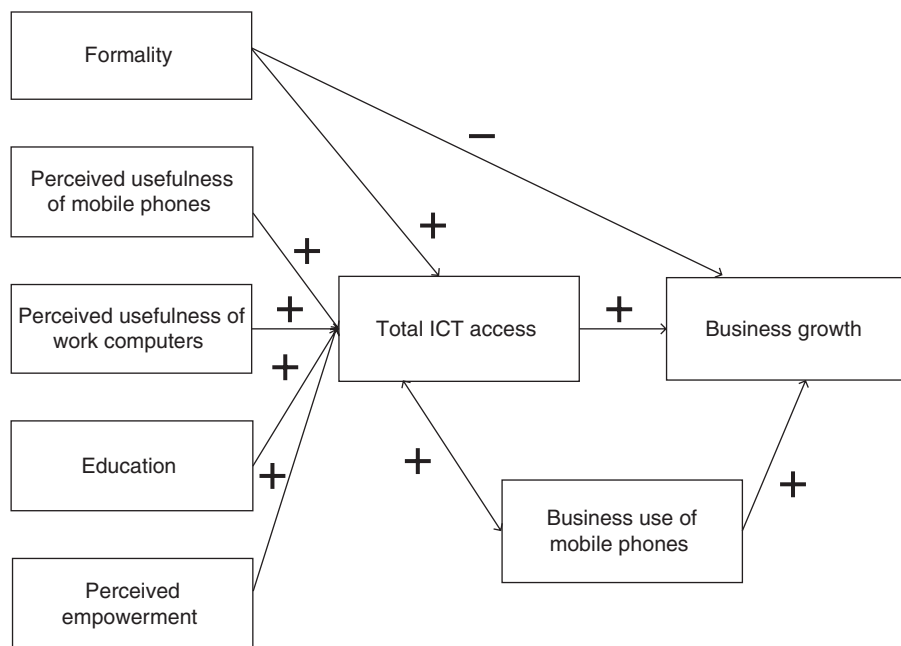 Formality
Perceived usefulness
of mobile phones
Perceived usefulness of
work computers
Education
Perceived
empowerment
Total ICT access
Business growth
Business use of
mobile phones
−
+
+
+
+
+
+
+
+